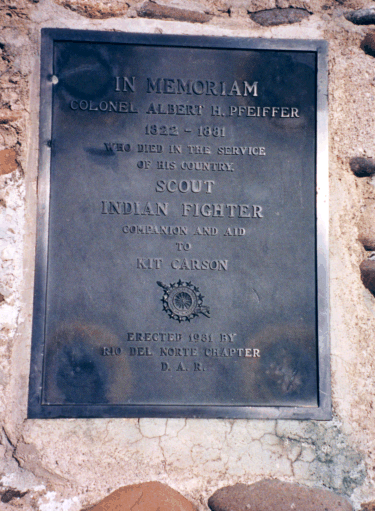 IN MEMORIAM
COLONEL ALBERT H. PFEIFFER
1822 - 1881
WHO DIED IN THE SERVICE
OF HIS COUNTRY.
SCOUT
INDIAN FIGHTER
COMPANION AND AID
TO
KIT CARSON
ERECTED 1931 BY
RIO DEL NORTE CHAPTER
D. A. R.